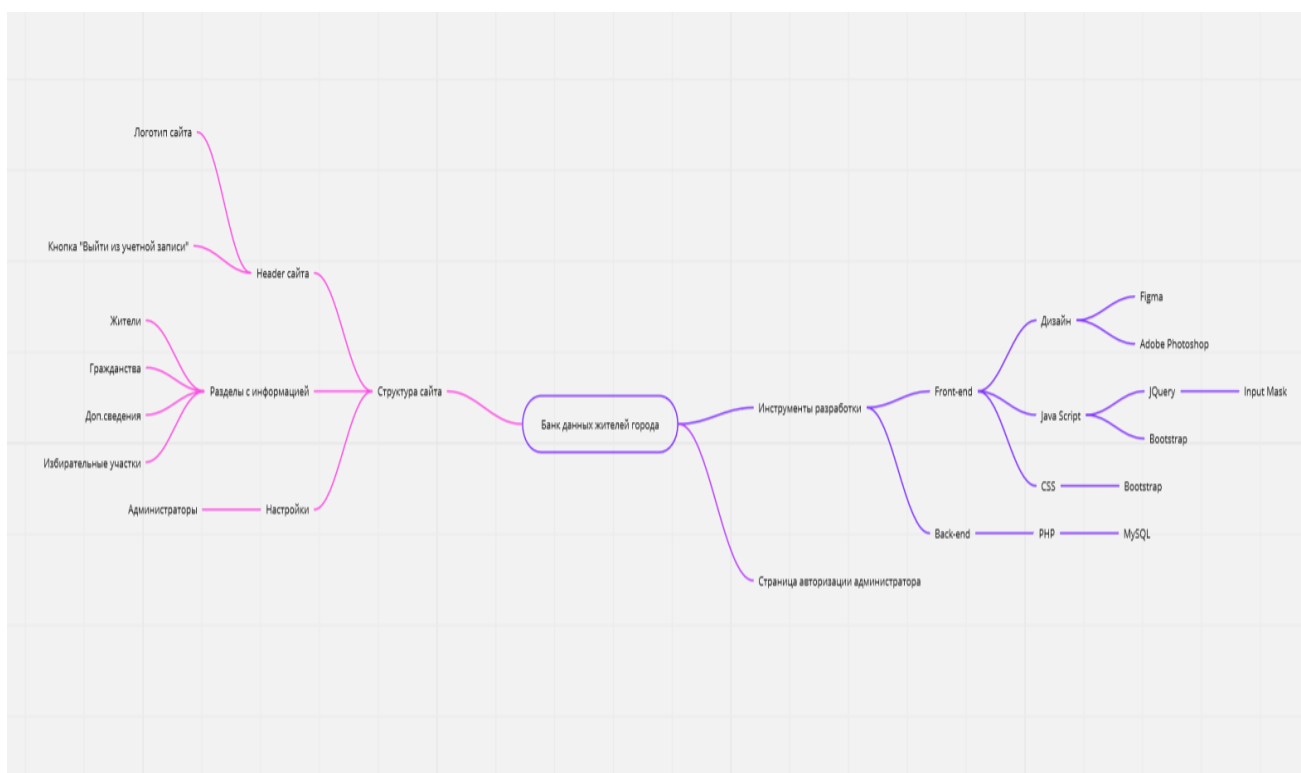 Логотип сайта
Кнопка "Выйти из учетной записи"
Header сайта
Жители
Гражданства
Разделы с информацией
Доп.сведения
Избирательные участки
Администраторы
Настройки
Структура сайта
Банк данных жителей города
Инструменты разработки
Front-end
Дизайн
Figma
Adobe Photoshop
Java Script
JQuery
Input Mask
Bootstrap
CSS
Bootstrap
Back-end
PHP
MySQL
Страница авторизации администратора